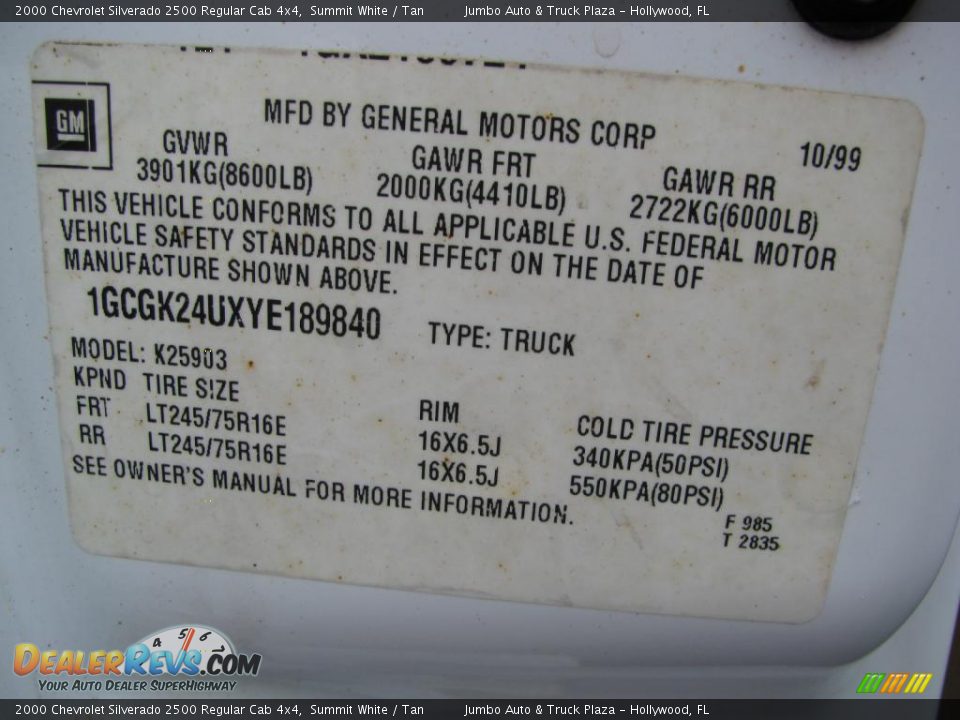 2000 Chevrolet Silverado 2500 Regular Cab 4x4, Summit White / Tan Jumbo Auto & Truck Plaza - Hollywood, FL
GM
MFD BY GENERAL MOTORS CORP
10/99
GVWR GAWR FRT GAWR RR
3901KG(8600LB) 2000KG(4410LB) 2722KG(6000LB)
THIS VEHICLE CONFORMS TO ALL APPLICABLE U.S. FEDERAL MOTOR
VEHICLE SAFETY STANDARDS IN EFFECT ON THE DATE OF
MANUFACTURE SHOWN ABOVE.
1GCGK24UXYE189840 TYPE: TRUCK
MODEL: K25903
KPND TIRE SIZE RIM COLD TIRE PRESSURE
FRT LT245/75R16E 16X6.5J 340KPA(50PSI)
RR LT245/75R16E 16X6.5J 550KPA(80PSI)
SEE OWNER'S MANUAL FOR MORE INFORMATION.
F 985
T 2835
4 5 6
DEALERREVS.COM
YOUR AUTO DEALER SUPERHIGHWAY
2000 Chevrolet Silverado 2500 Regular Cab 4x4, Summit White / Tan Jumbo Auto & Truck Plaza - Hollywood, FL